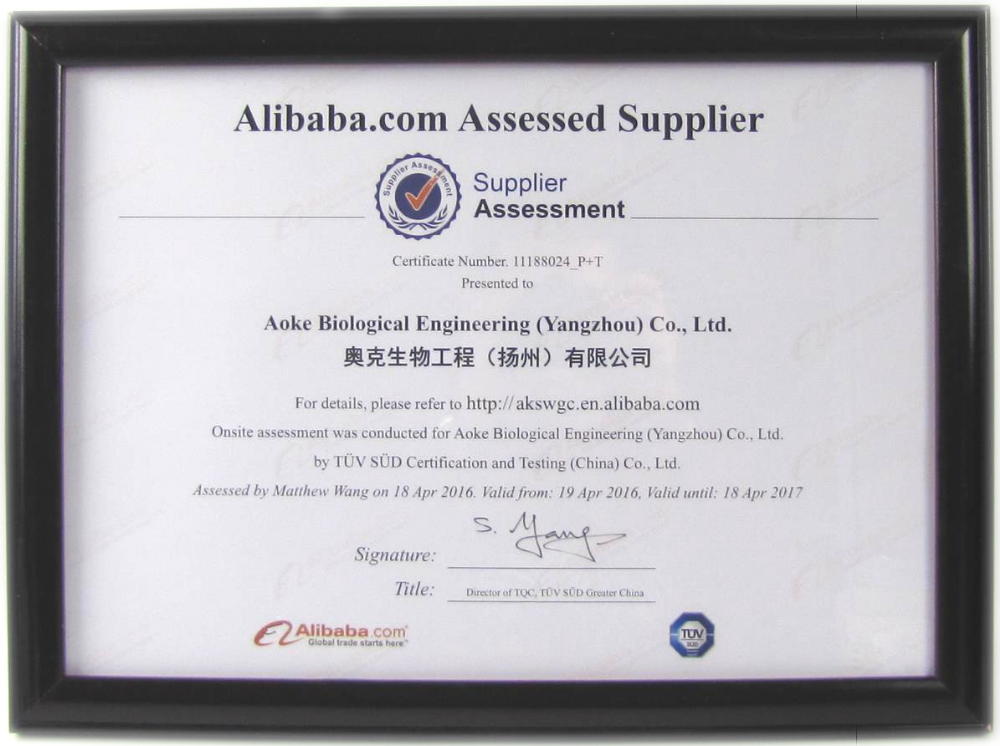 Alibaba.com Assessed Supplier
Supplier Assessment
Supplier
Assessment
Certificate Number. 11188024_P+T
Presented to
Aoke Biological Engineering (Yangzhou) Co., Ltd.
奥克生物工程（扬州）有限公司
For details, please refer to http://akswgc.en.alibaba.com
Onsite assessment was conducted for Aoke Biological Engineering (Yangzhou) Co., Ltd.
by TÜV SÜD Certification and Testing (China) Co., Ltd.
Assessed by Matthew Wang on 18 Apr 2016. Valid from: 19 Apr 2016, Valid until: 18 Apr 2017
S. Yang
Signature:
Title: Director of TQC, TÜV SÜD Greater China
Alibaba.com
Global trade starts here™
TÜV
SÜD